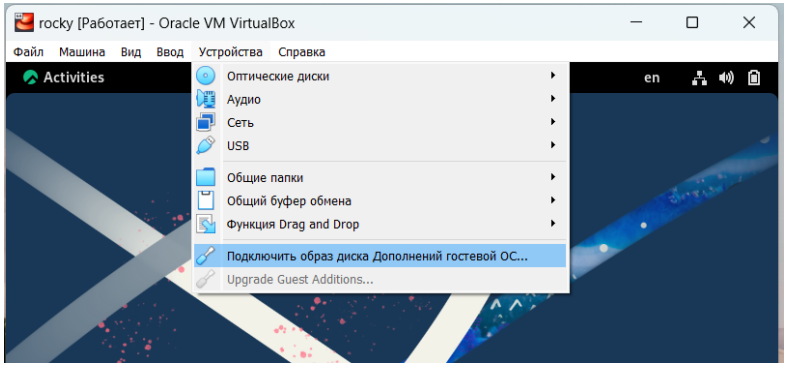 rocky [Работает] - Oracle VM VirtualBox
Файл Машина Вид Ввод Устройства Справка
Activities en
Оптические диски
Аудио
Сеть
USB
Общие папки
Общий буфер обмена
Функция Drag and Drop
Подключить образ диска Дополнений гостевой ОС...
Upgrade Guest Additions...